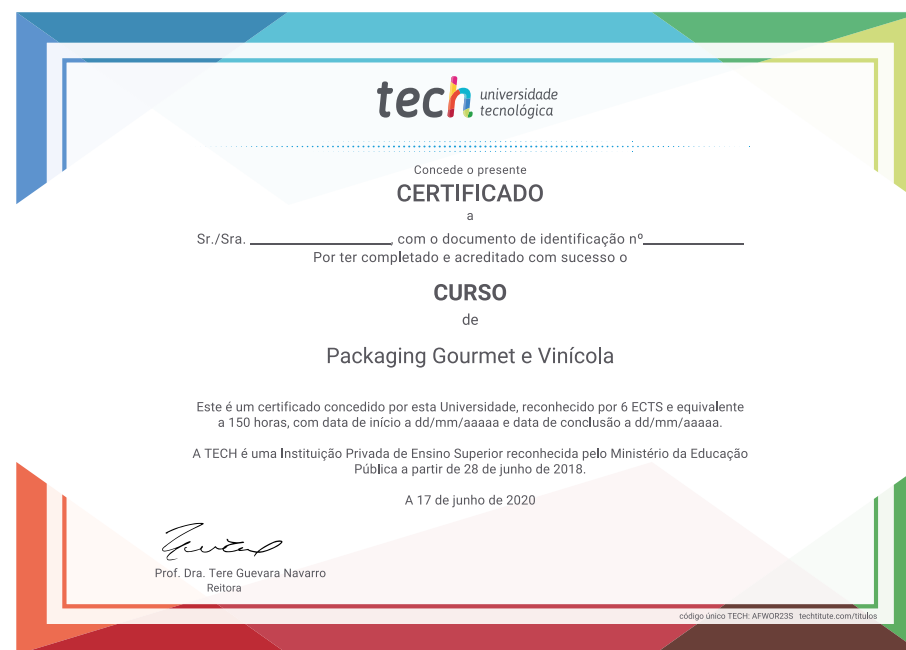 tech universidade
tecnológica
Concede o presente
CERTIFICADO
a
Sr./Sra. ____________________, com o documento de identificação nº______________
Por ter completado e acreditado com sucesso o
CURSO
de
Packaging Gourmet e Vinícola
Este é um certificado concedido por esta Universidade, reconhecido por 6 ECTS e equivalente
a 150 horas, com data de início a dd/mm/aaaaa e data de conclusão a dd/mm/aaaaa.
A TECH é uma Instituição Privada de Ensino Superior reconhecida pelo Ministério da Educação
Pública a partir de 28 de junho de 2018.
A 17 de junho de 2020
Prof. Dra. Tere Guevara Navarro
Reitora
código único TECH: AFWOR23S techtitute.com/titulos